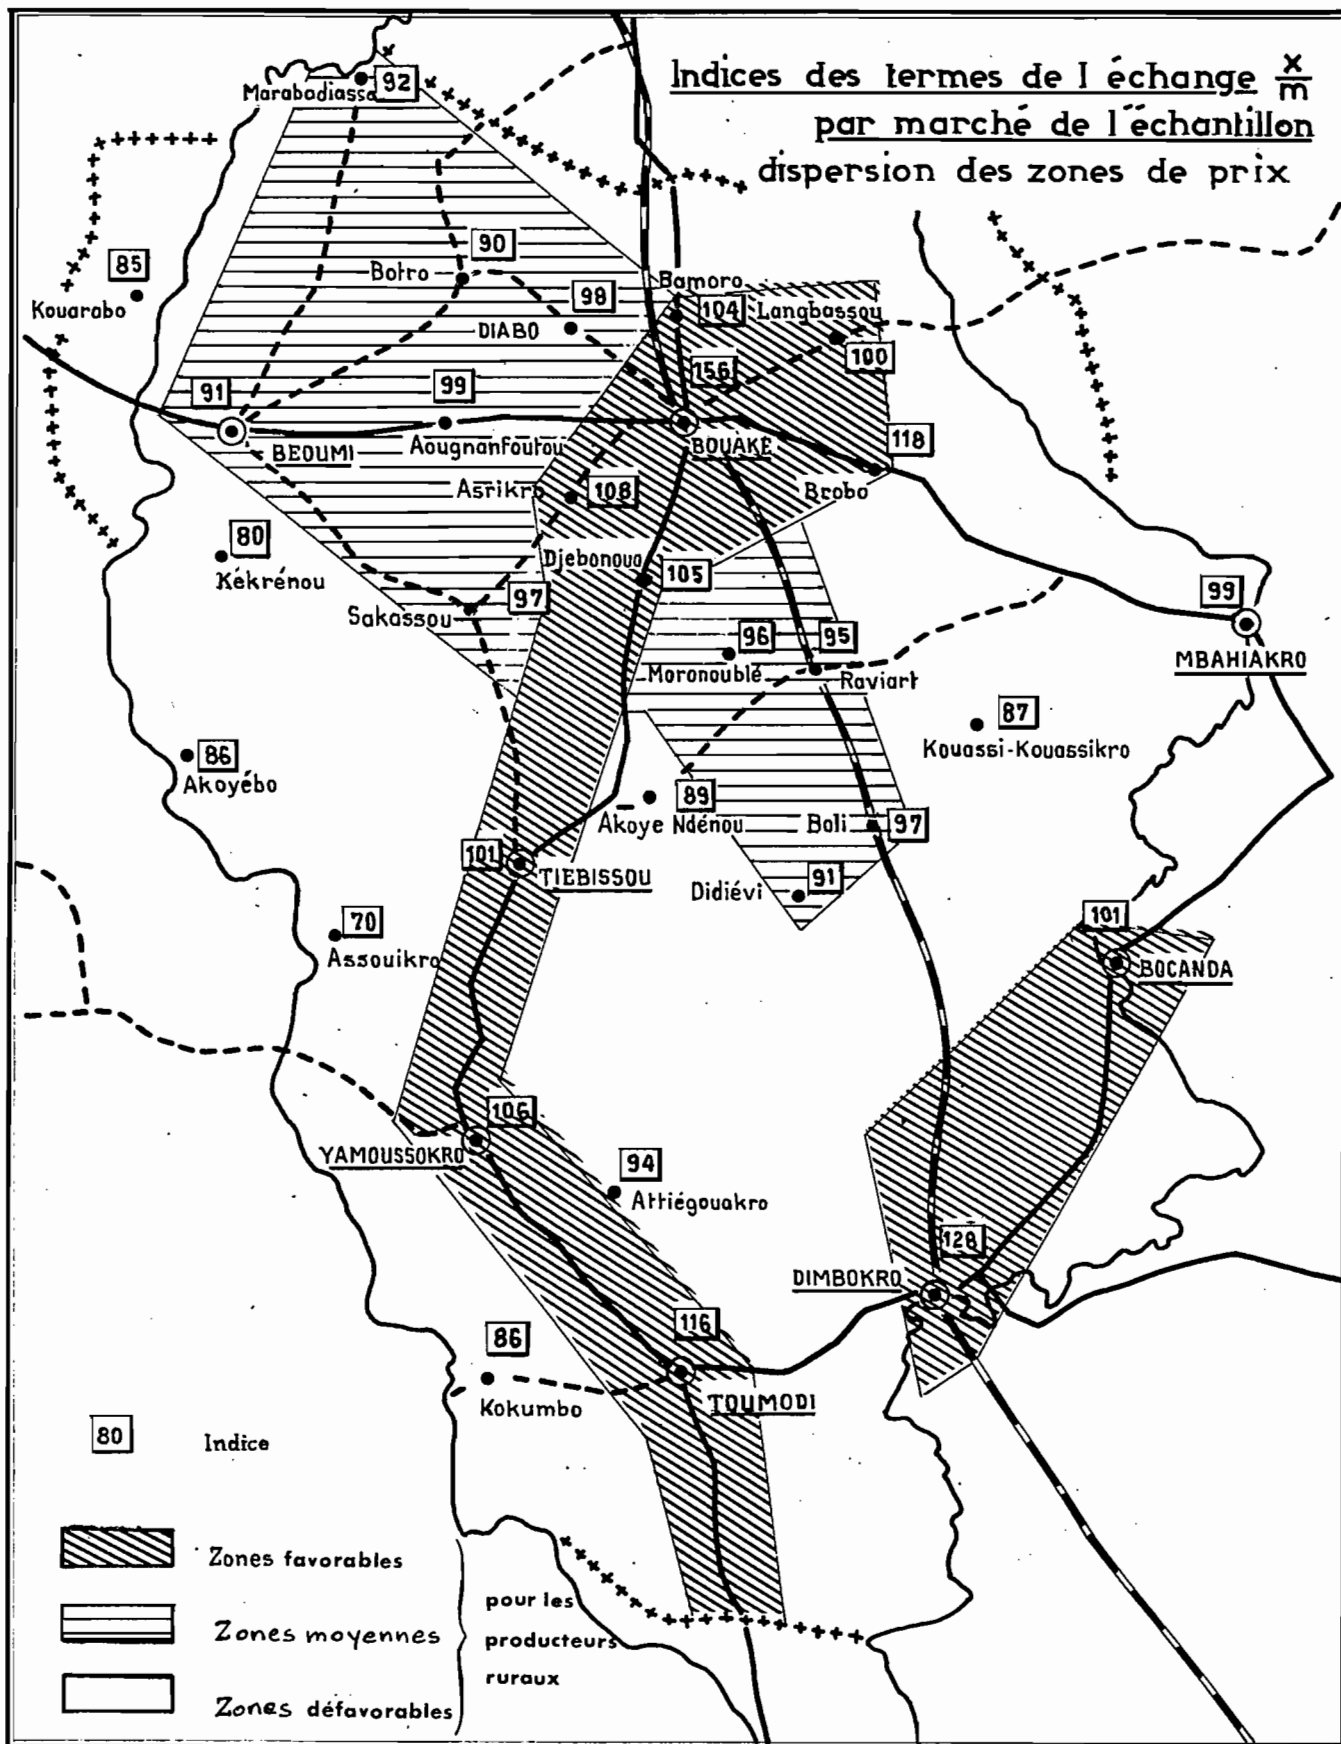 Indices des termes de l échange x/m
par marché de l'échantillon
dispersion des zones de prix
92
Marabadiassa
85
Kouarabo
90
Botro
98
DIABO
Bamoro
104
Langbassou
100
156
BOUAKE
91
BEOUMI
99
Aougnanfoutou
118
Brobo
Asrikro
108
80
Kékrénou
Djebonoua
105
Sakassou
97
96
Moronoublé
95
Raviart
99
MBAHIAKRO
87
Kouassi-Kouassikro
86
Akoyébo
89
Akoye Ndénou
Boli
97
101
TIEBISSOU
Didiévi
91
70
Assouikro
101
BOCANDA
106
YAMOUSSOKRO
94
Attiégouakro
128
DIMBOKRO
116
TOUMODI
86
Kokumbo
80
Indice
Zones favorables
Zones moyennes
Zones défavorables
pour les
producteurs
ruraux